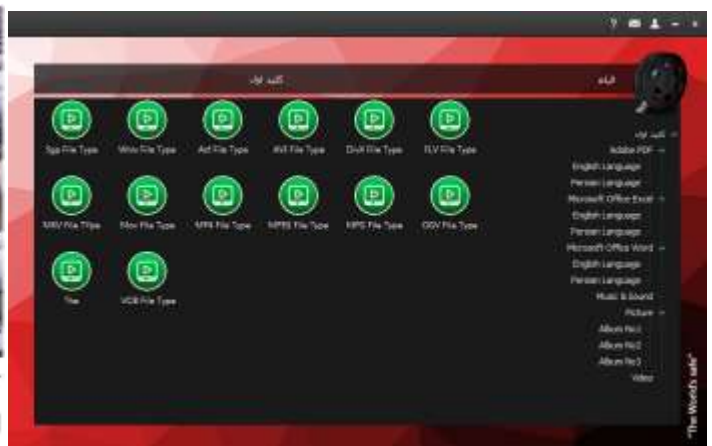 3gp File Type Wmv File Type Asf File Type AVI File Type DivX File Type FLV File Type
MKV File TYpe Mov File Type MP4 File Type MPEG File Type MPG File Type OGV File Type
The VOB File Type
Adobe PDF
English Language
Persian Language
Microsoft Office Excel
English Language
Persian Language
Microsoft Office Word
English Language
Persian Language
Music & Sound
Picture
Album No1
Album No2
Album No3
Video
"The World's safe"